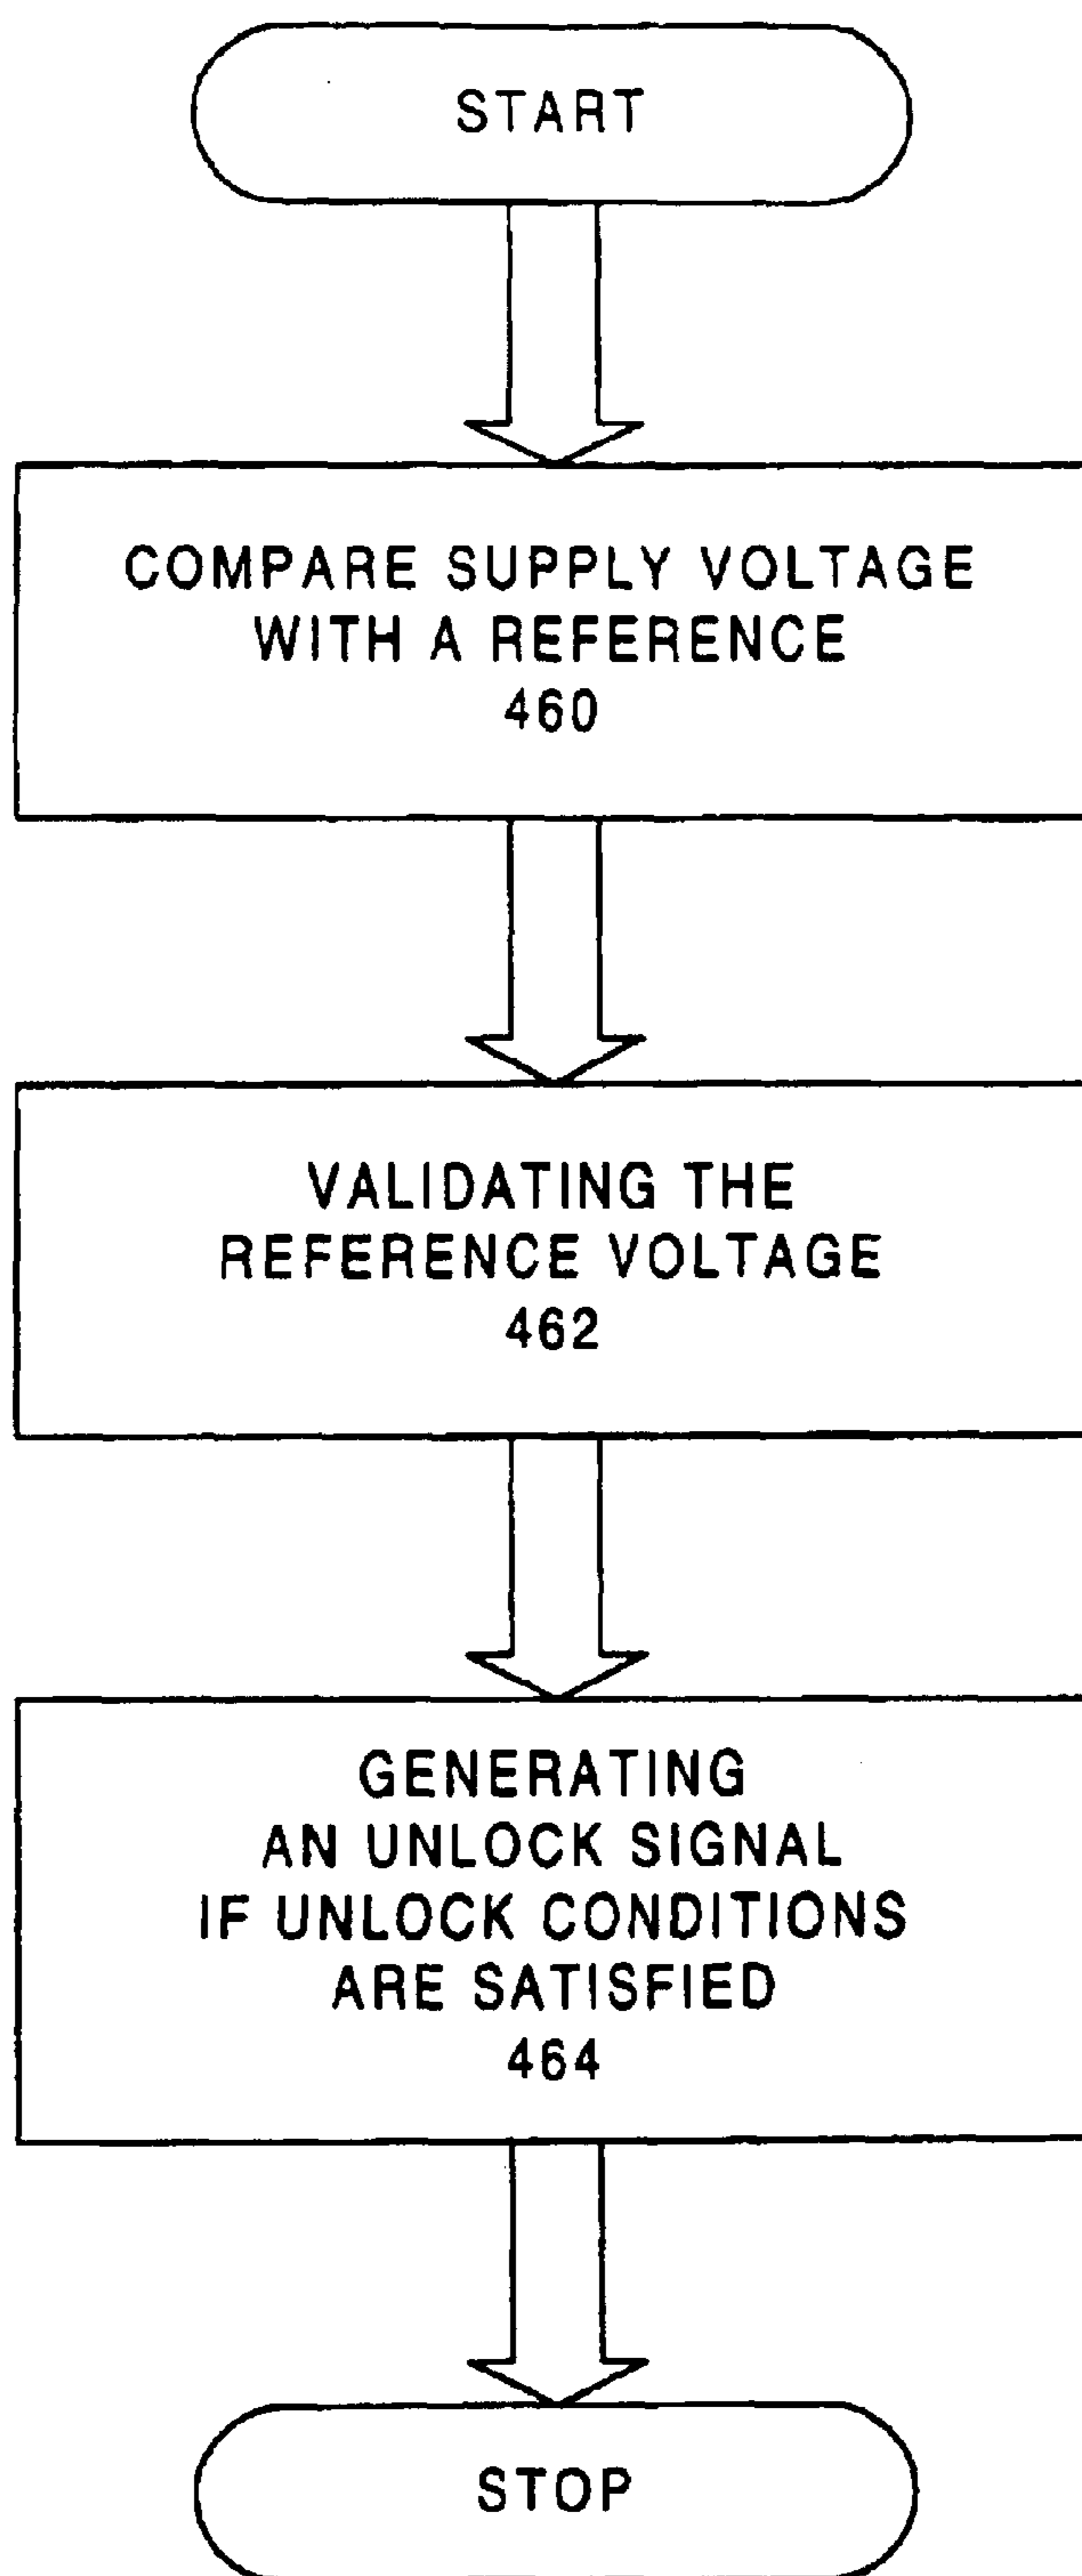 START
COMPARE SUPPLY VOLTAGE
WITH A REFERENCE
460
VALIDATING THE
REFERENCE VOLTAGE
462
GENERATING
AN UNLOCK SIGNAL
IF UNLOCK CONDITIONS
ARE SATISFIED
464
STOP